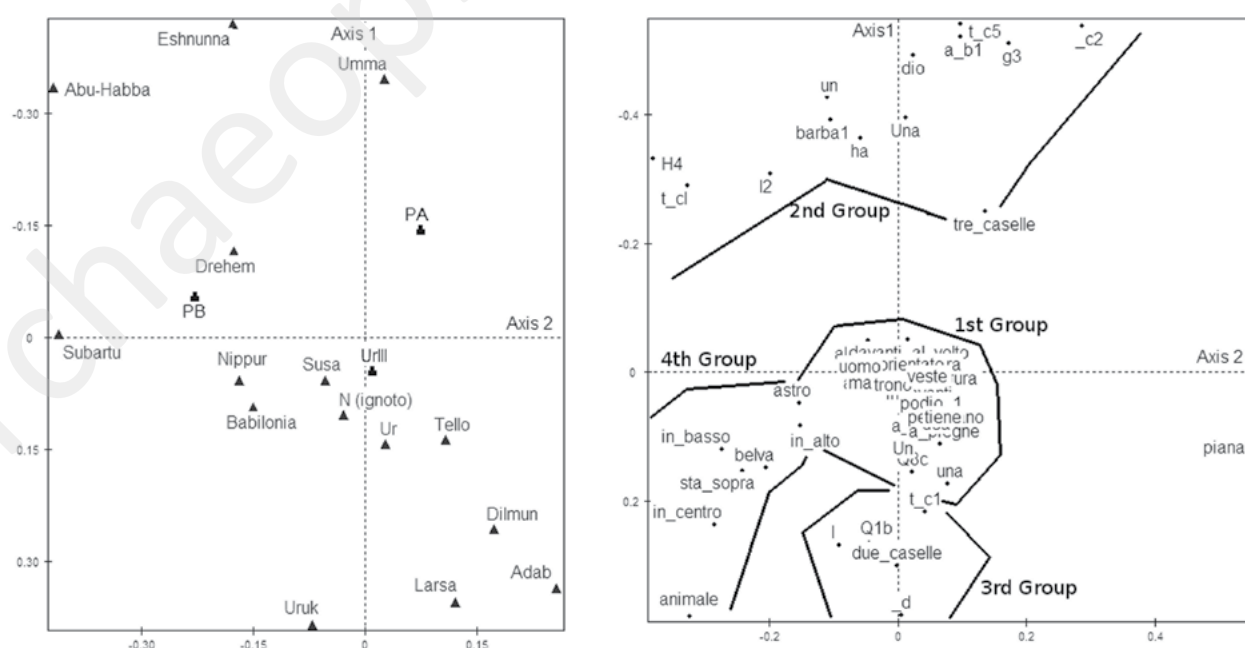 Eshnunna
Axis 1
Umma
Abu-Habba
-0.30
PA
-0.15
Drehem
PB
Axis 2
0
Subartu
Nippur
Susa
UrIII
N (ignoto)
Babilonia
Ur
Tello
0.15
Dilmun
0.30
Adab
Larsa
Uruk
-0.30
-0.15
0
0.15
Axis1
t_c5
_c2
a_b1
g3
dio
un
-0.4
barba1
Una
ha
H4
t_cl
l2
2nd Group
tre_caselle
-0.2
1st Group
4th Group
Axis 2
0
uomo
veste
astro
podio_1
in_basso
in_alto
belva
Un
piana
sta_sopra
una
t_c1
0.2
in_centro
Q1b
l
due_caselle
3rd Group
animale
_d
-0.2
0
0.2
0.4